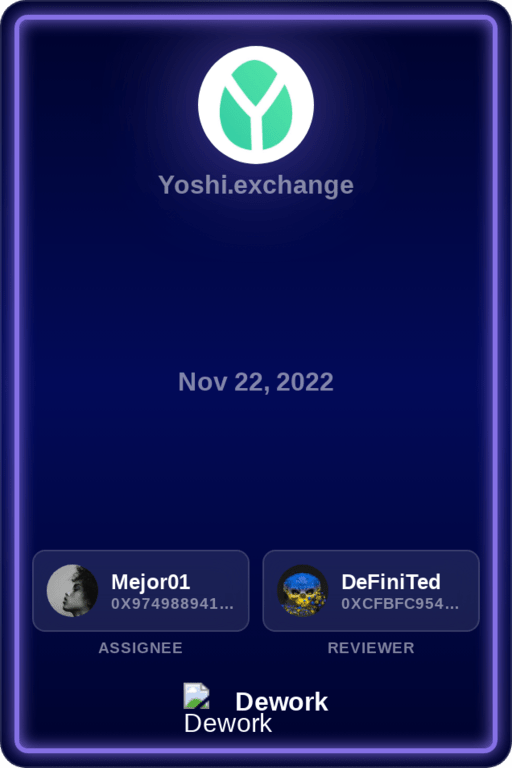 Yoshi.exchange
Nov 22, 2022
Mejor01
0X974988941...
DeFiniTed
0XCFBFC954...
ASSIGNEE
REVIEWER
Dework
Dework